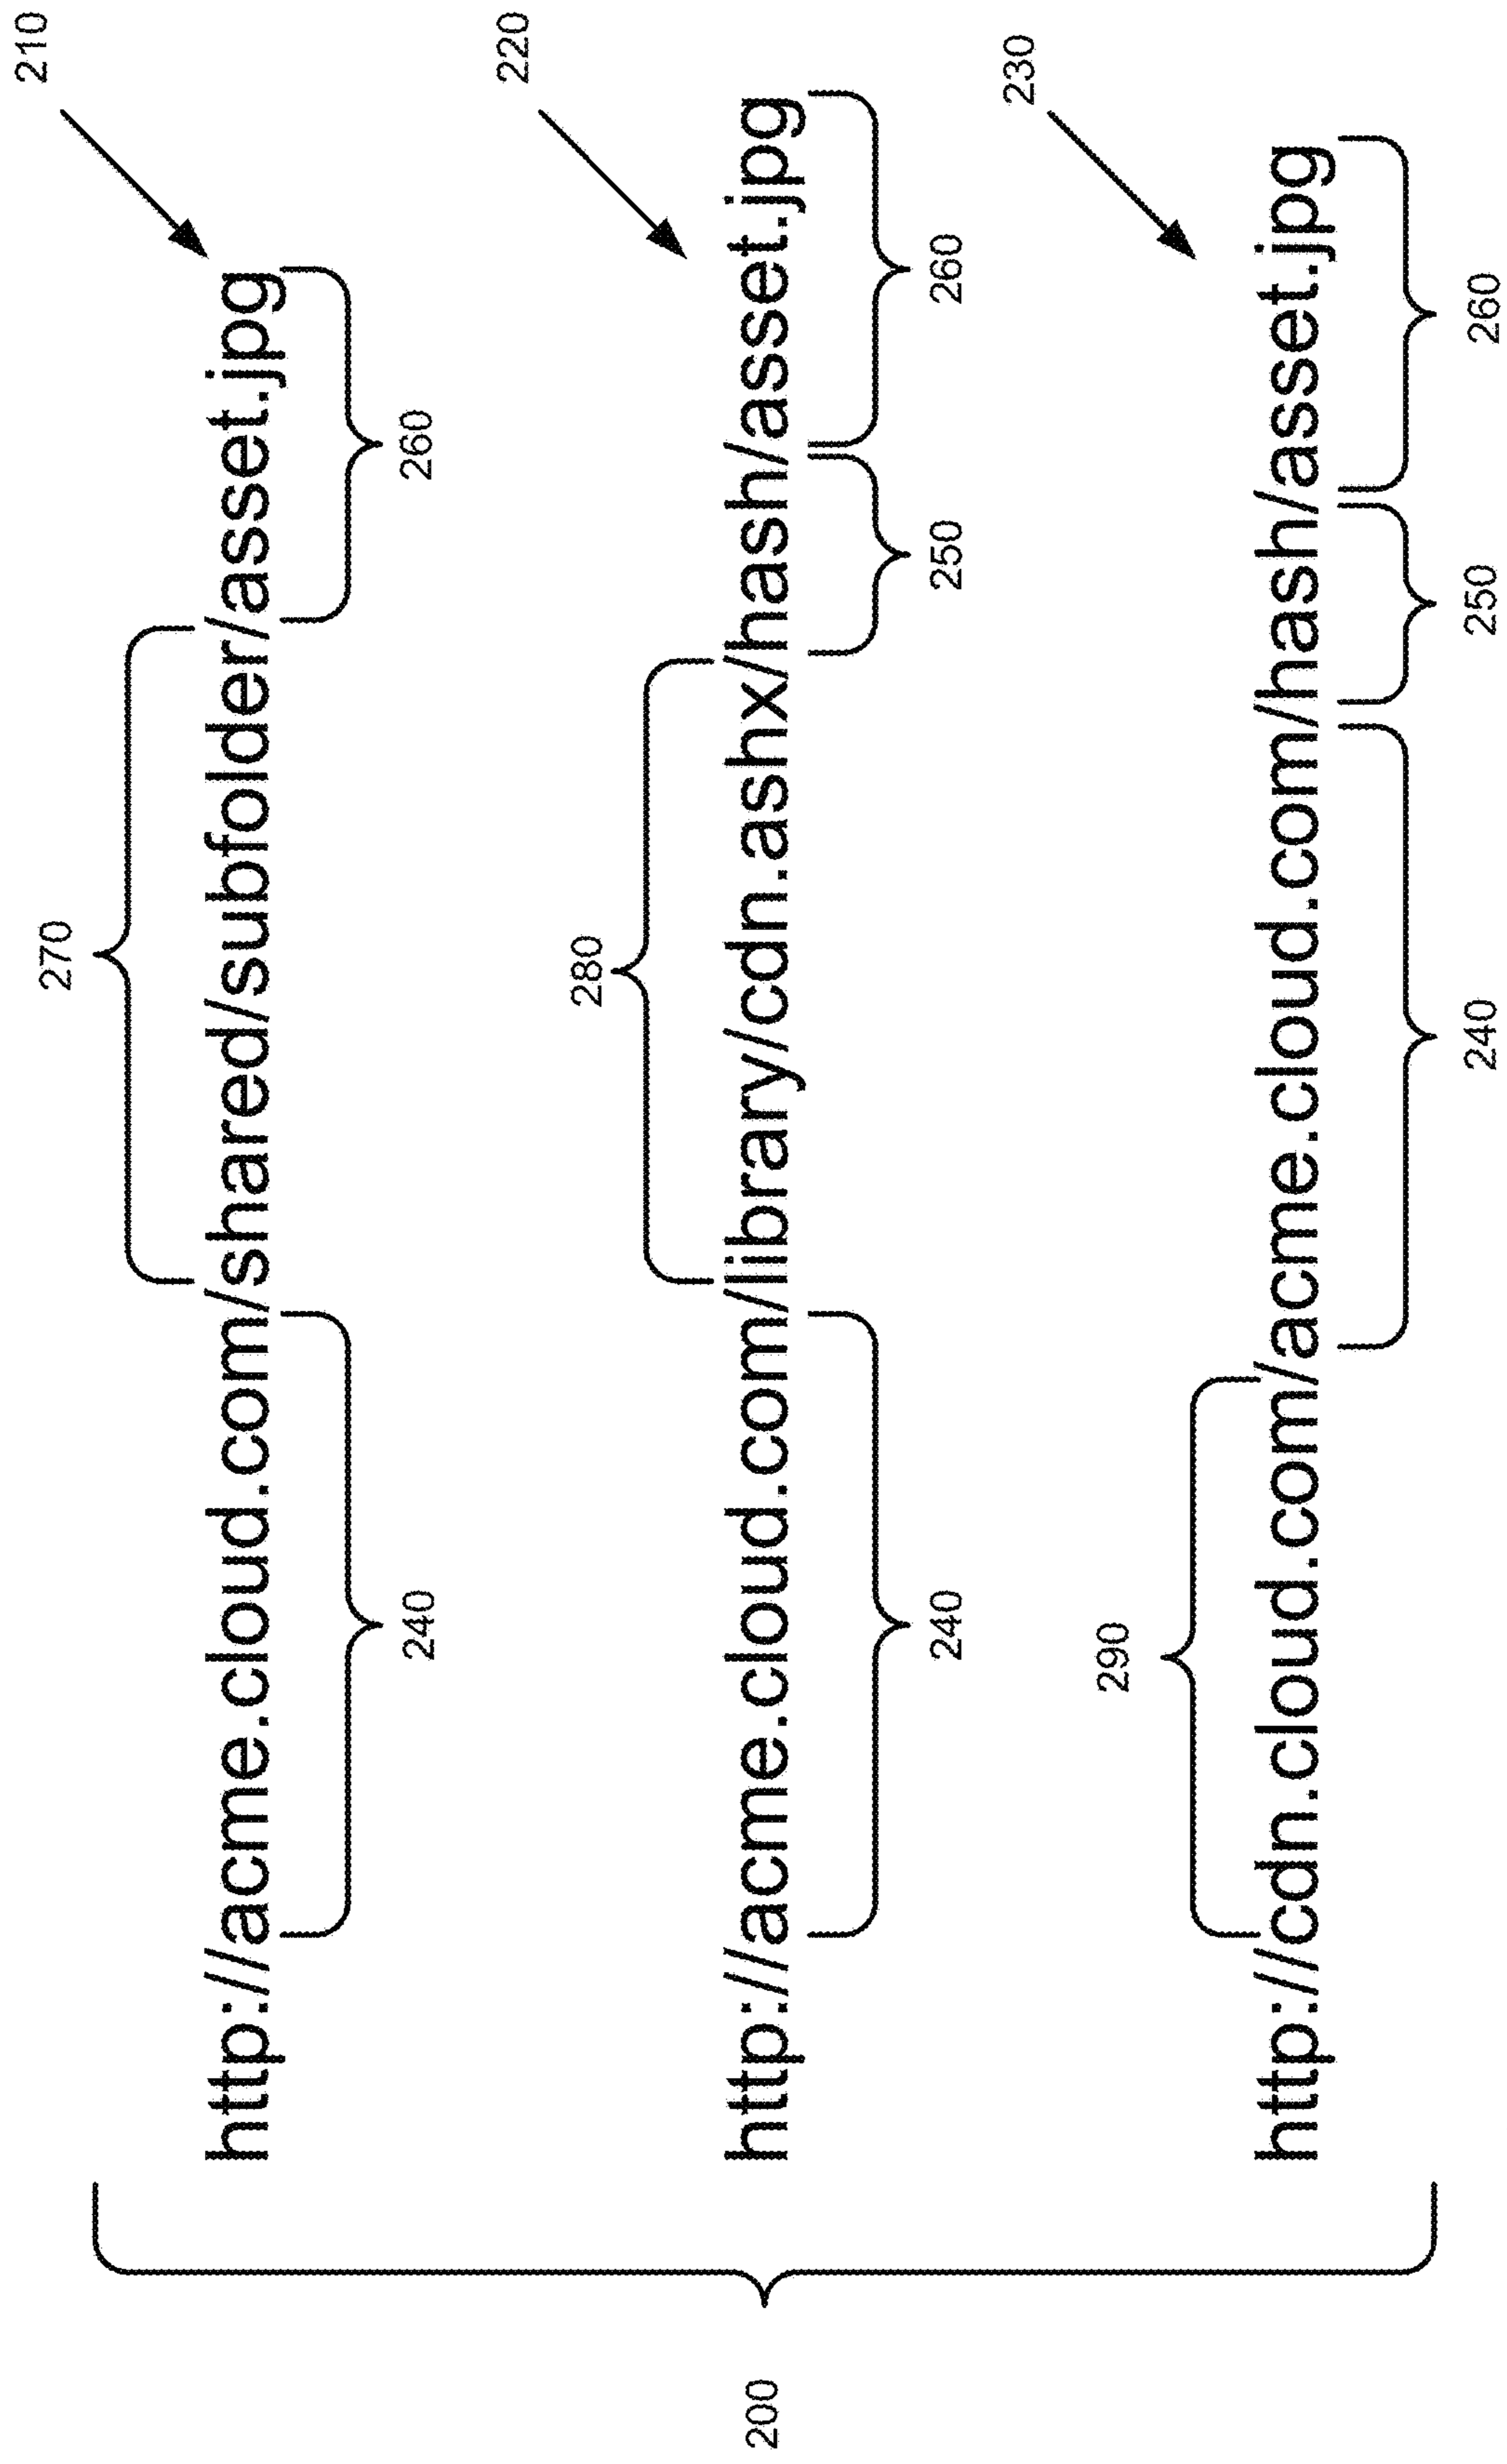 210
270
http://acme.cloud.com/shared/subfolder/asset.jpg
240 260
220
280
http://acme.cloud.com/library/cdn.ashx/hash/asset.jpg
240 250 260
200
230
290
http://cdn.cloud.com/acme.cloud.com/hash/asset.jpg
240 250 260